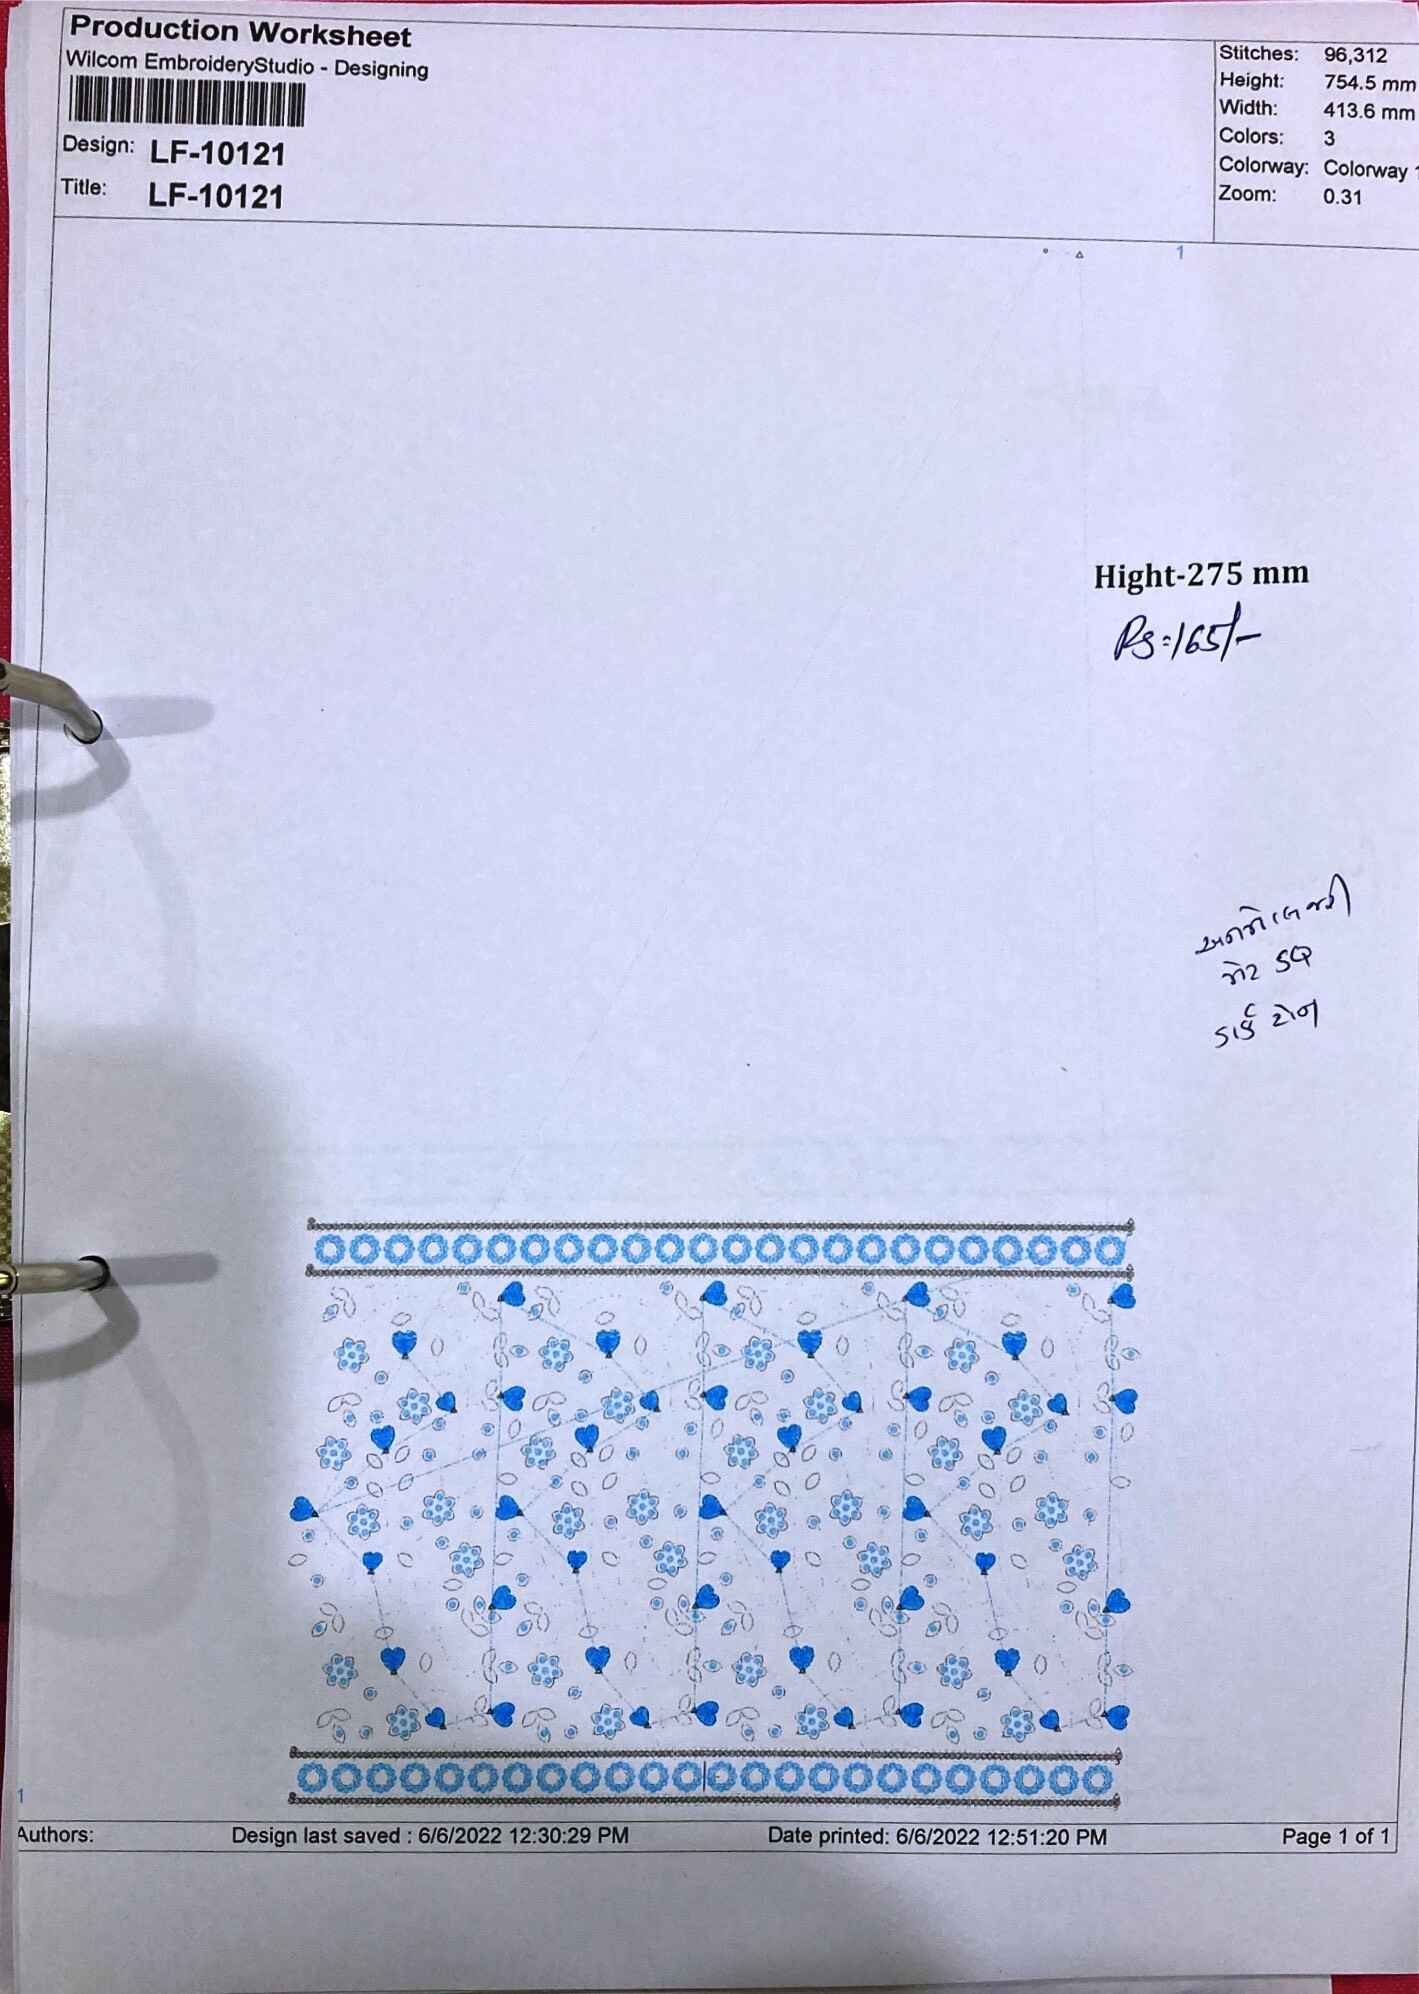 Production Worksheet
Wilcom EmbroideryStudio - Designing
Design: LF-10121
Title: LF-10121
Stitches: 96,312
Height: 754.5 mm
Width: 413.6 mm
Colors: 3
Colorway: Colorway 1
Zoom: 0.31
1
Hight-275 mm
Rs:165/-
જરી
ડાર્ક ટોન
1
Authors: Design last saved : 6/6/2022 12:30:29 PM Date printed: 6/6/2022 12:51:20 PM Page 1 of 1